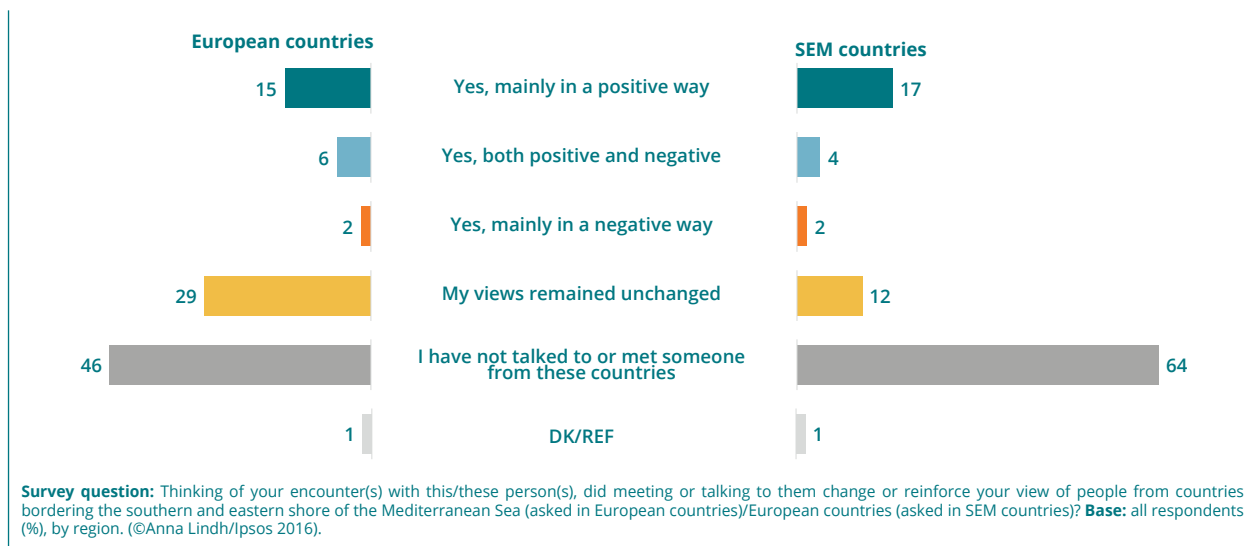 European countries
SEM countries
15
Yes, mainly in a positive way
17
6
Yes, both positive and negative
4
2
Yes, mainly in a negative way
2
29
My views remained unchanged
12
46
I have not talked to or met someone
from these countries
64
1
DK/REF
1
Survey question: Thinking of your encounter(s) with this/these person(s), did meeting or talking to them change or reinforce your view of people from countries
bordering the southern and eastern shore of the Mediterranean Sea (asked in European countries)/European countries (asked in SEM countries)? Base: all respondents
(%), by region. (©Anna Lindh/Ipsos 2016).